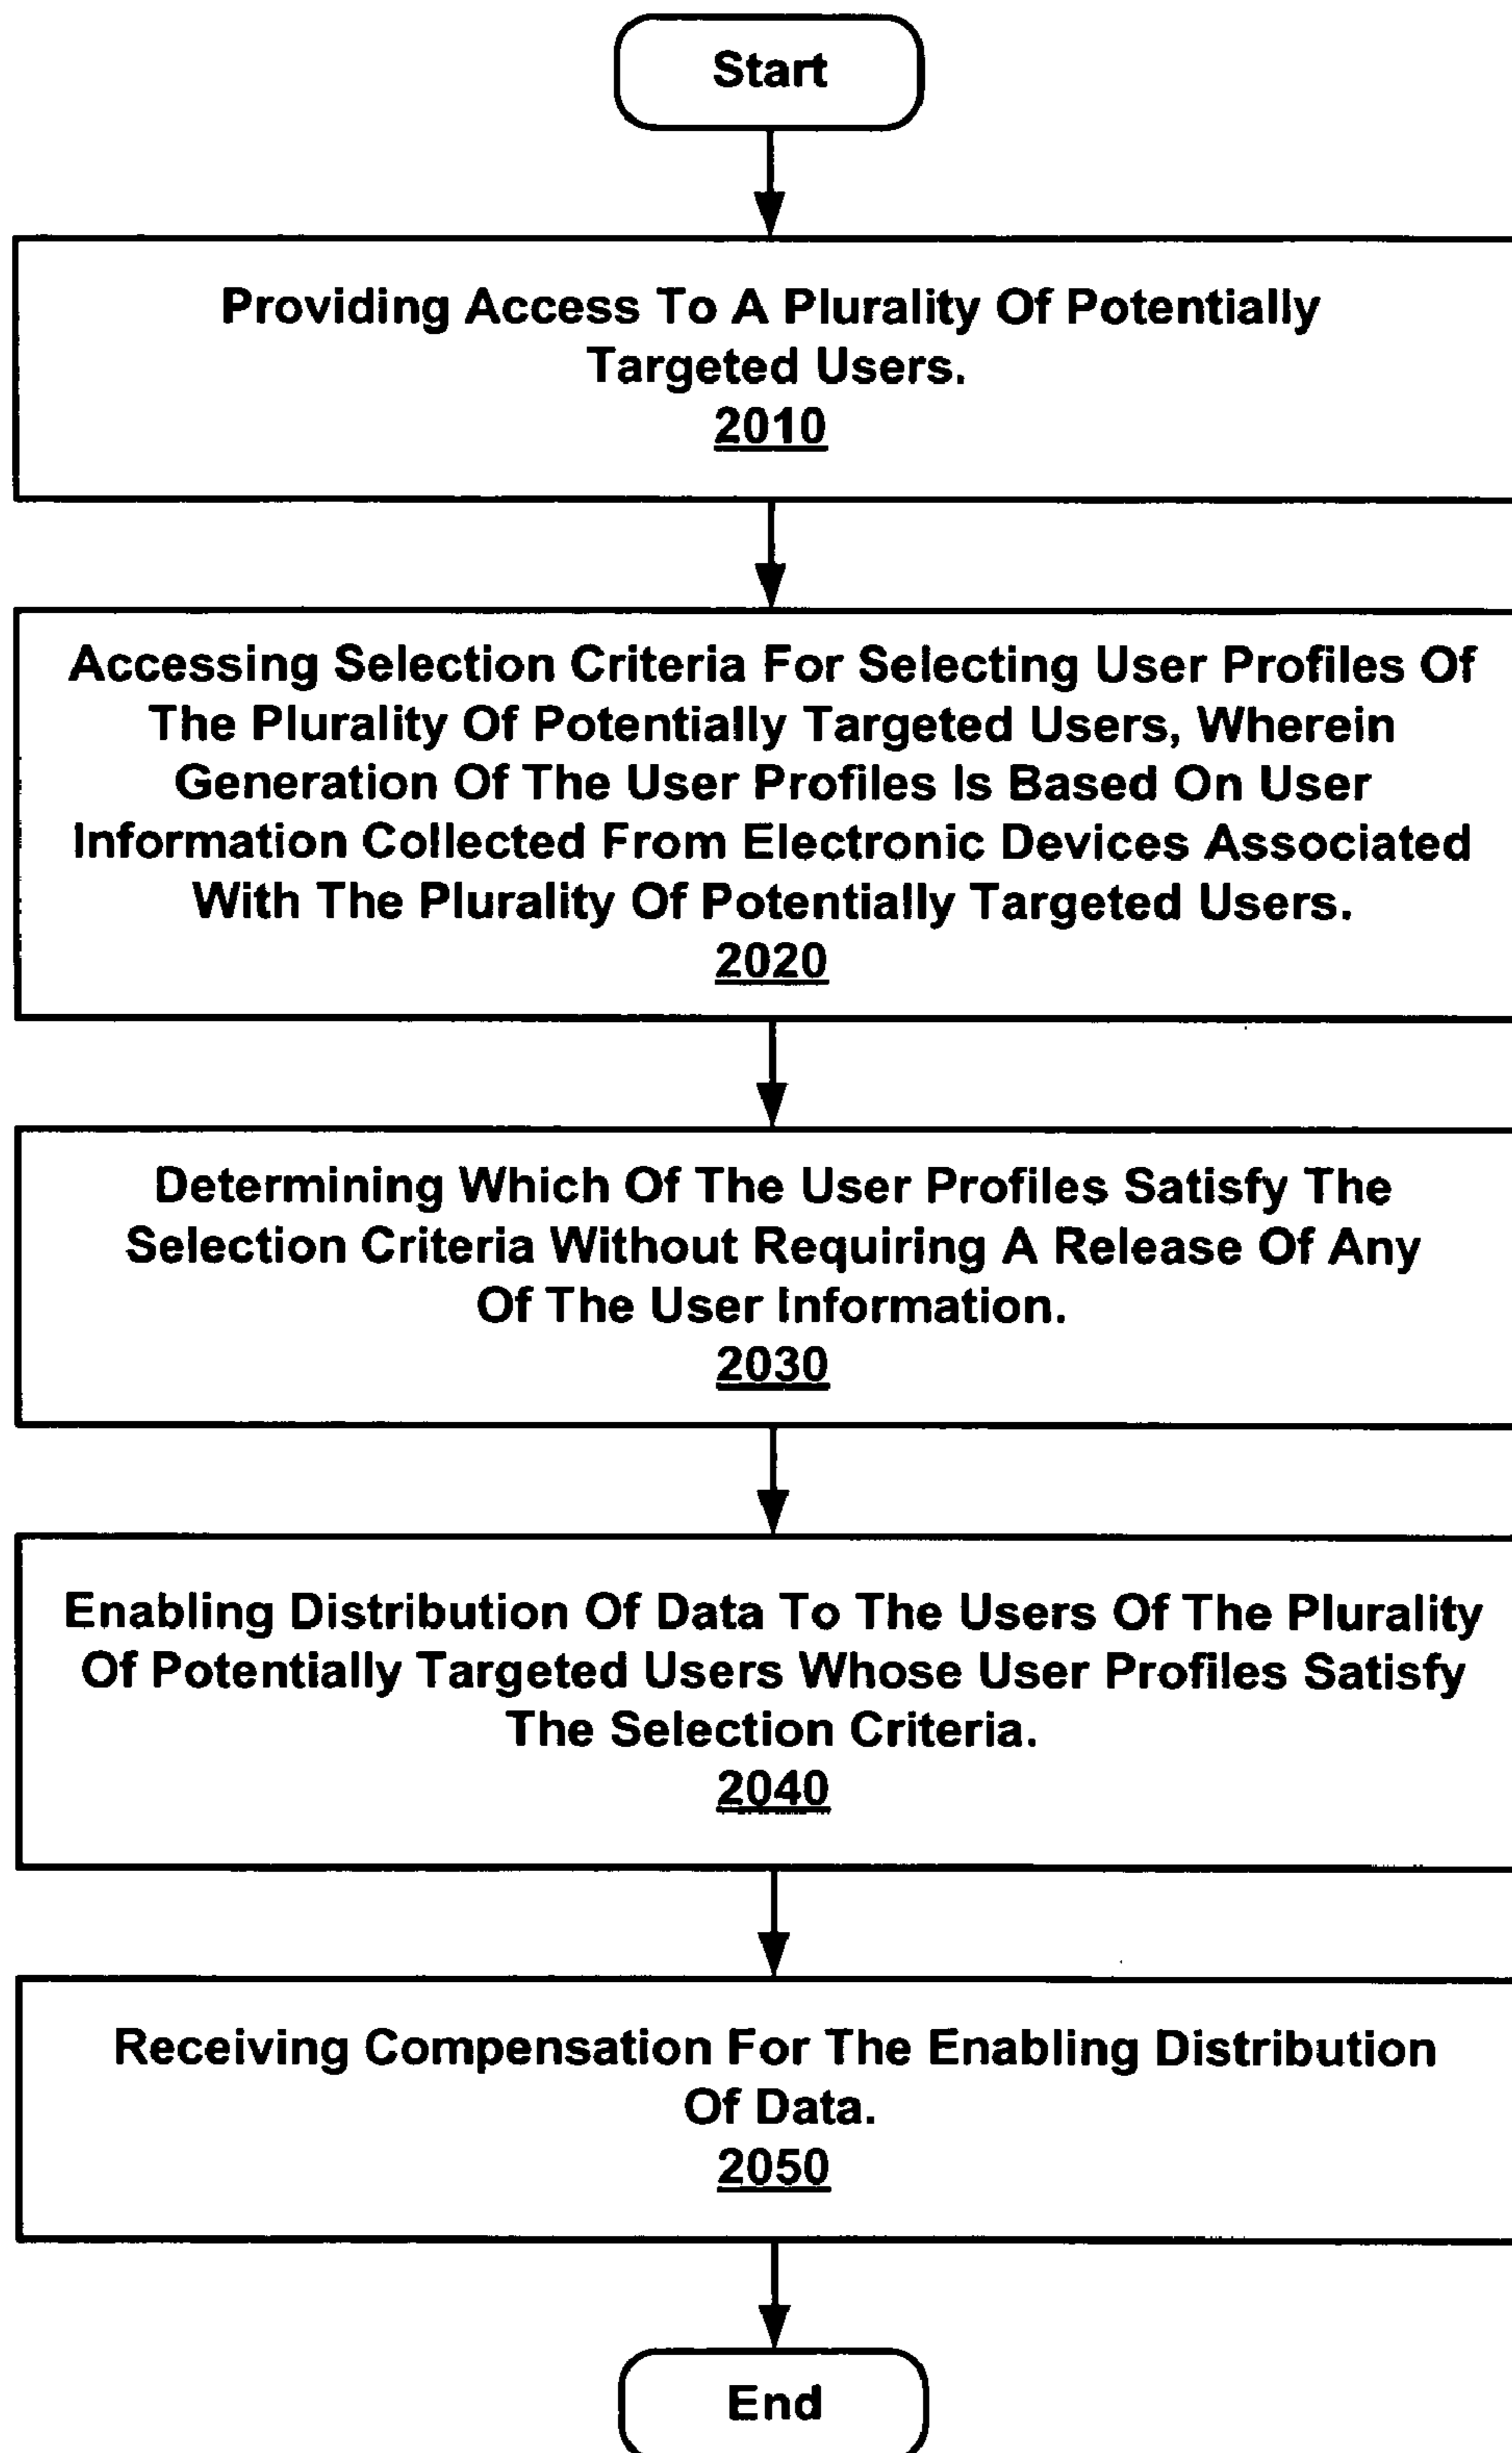 Start
Providing Access To A Plurality Of Potentially
Targeted Users.
2010
Accessing Selection Criteria For Selecting User Profiles Of
The Plurality Of Potentially Targeted Users, Wherein
Generation Of The User Profiles Is Based On User
Information Collected From Electronic Devices Associated
With The Plurality Of Potentially Targeted Users.
2020
Determining Which Of The User Profiles Satisfy The
Selection Criteria Without Requiring A Release Of Any
Of The User Information.
2030
Enabling Distribution Of Data To The Users Of The Plurality
Of Potentially Targeted Users Whose User Profiles Satisfy
The Selection Criteria.
2040
Receiving Compensation For The Enabling Distribution
Of Data.
2050
End